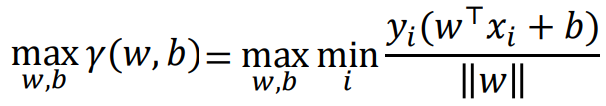 max_{w,b} γ(w, b) = max_{w,b} min_i y_i(w^⊤x_i + b) / ‖w‖